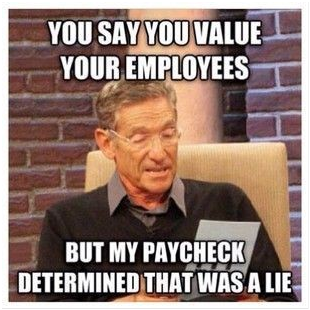 YOU SAY YOU VALUE
YOUR EMPLOYEES
BUT MY PAYCHECK
DETERMINED THAT WAS A LIE